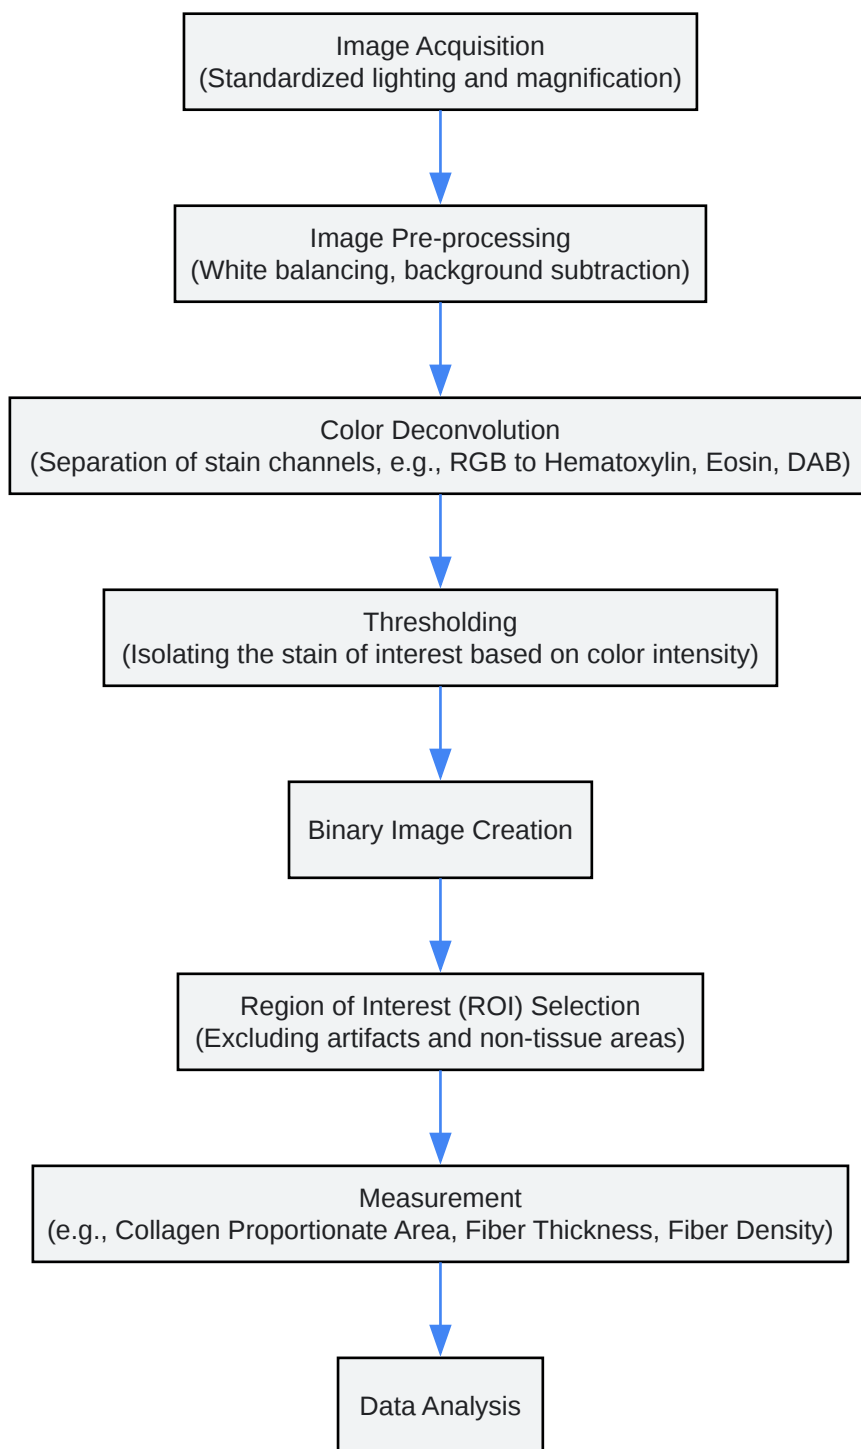 Image Acquisition
(Standardized lighting and magnification)
Image Pre-processing
(White balancing, background subtraction)
Color Deconvolution
(Separation of stain channels, e.g., RGB to Hematoxylin, Eosin, DAB)
Thresholding
(Isolating the stain of interest based on color intensity)
Binary Image Creation
Region of Interest (ROI) Selection
(Excluding artifacts and non-tissue areas)
Measurement
(e.g., Collagen Proportionate Area, Fiber Thickness, Fiber Density)
Data Analysis